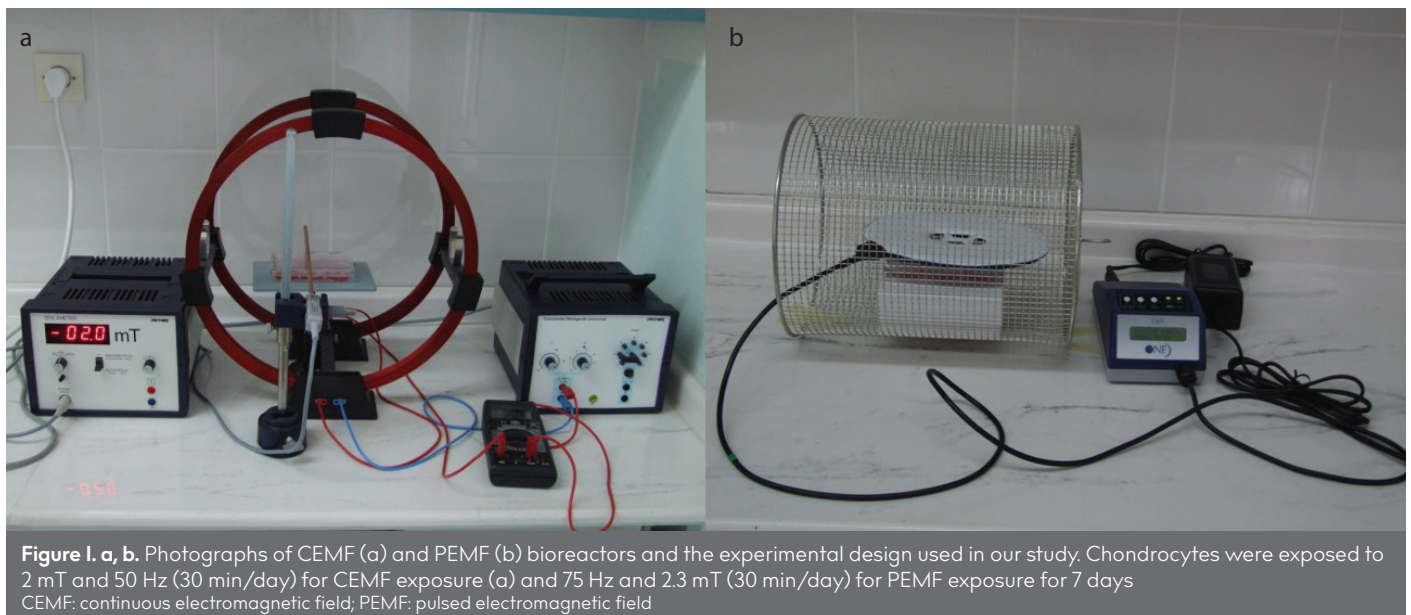 a
b
TESLAMETER
-02.0 mT
ONE
Figure I. a, b. Photographs of CEMF (a) and PEMF (b) bioreactors and the experimental design used in our study. Chondrocytes were exposed to
2 mT and 50 Hz (30 min/day) for CEMF exposure (a) and 75 Hz and 2.3 mT (30 min/day) for PEMF exposure for 7 days
CEMF: continuous electromagnetic field; PEMF: pulsed electromagnetic field